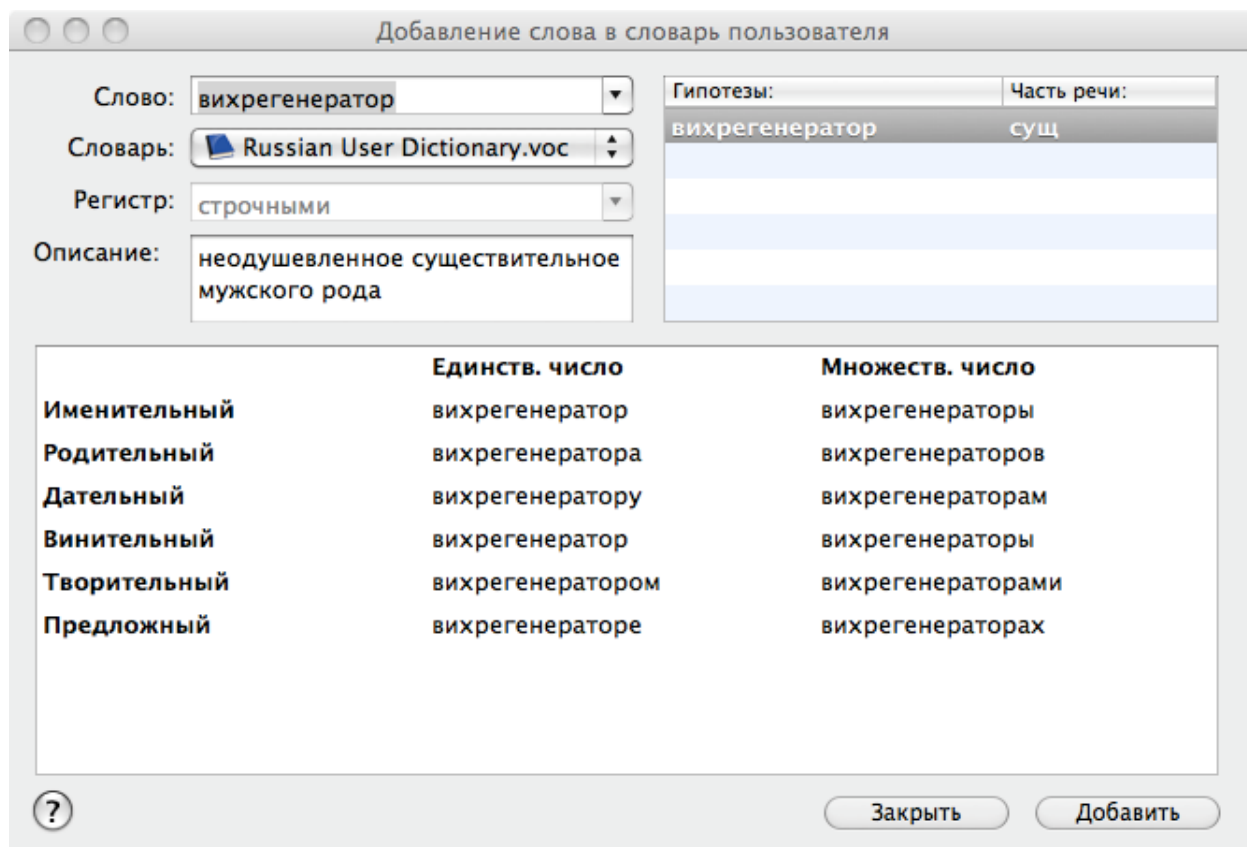 Добавление слова в словарь пользователя
Слово: вихрегенератор
Словарь: Russian User Dictionary.voc
Регистр: строчными
Описание: неодушевленное существительное
мужского рода
Гипотезы: Часть речи:
вихрегенератор сущ
Единств. число Множеств. число
Именительный вихрегенератор вихрегенераторы
Родительный вихрегенератора вихрегенераторов
Дательный вихрегенератору вихрегенераторам
Винительный вихрегенератор вихрегенераторы
Творительный вихрегенератором вихрегенераторами
Предложный вихрегенераторе вихрегенераторах
? Закрыть Добавить